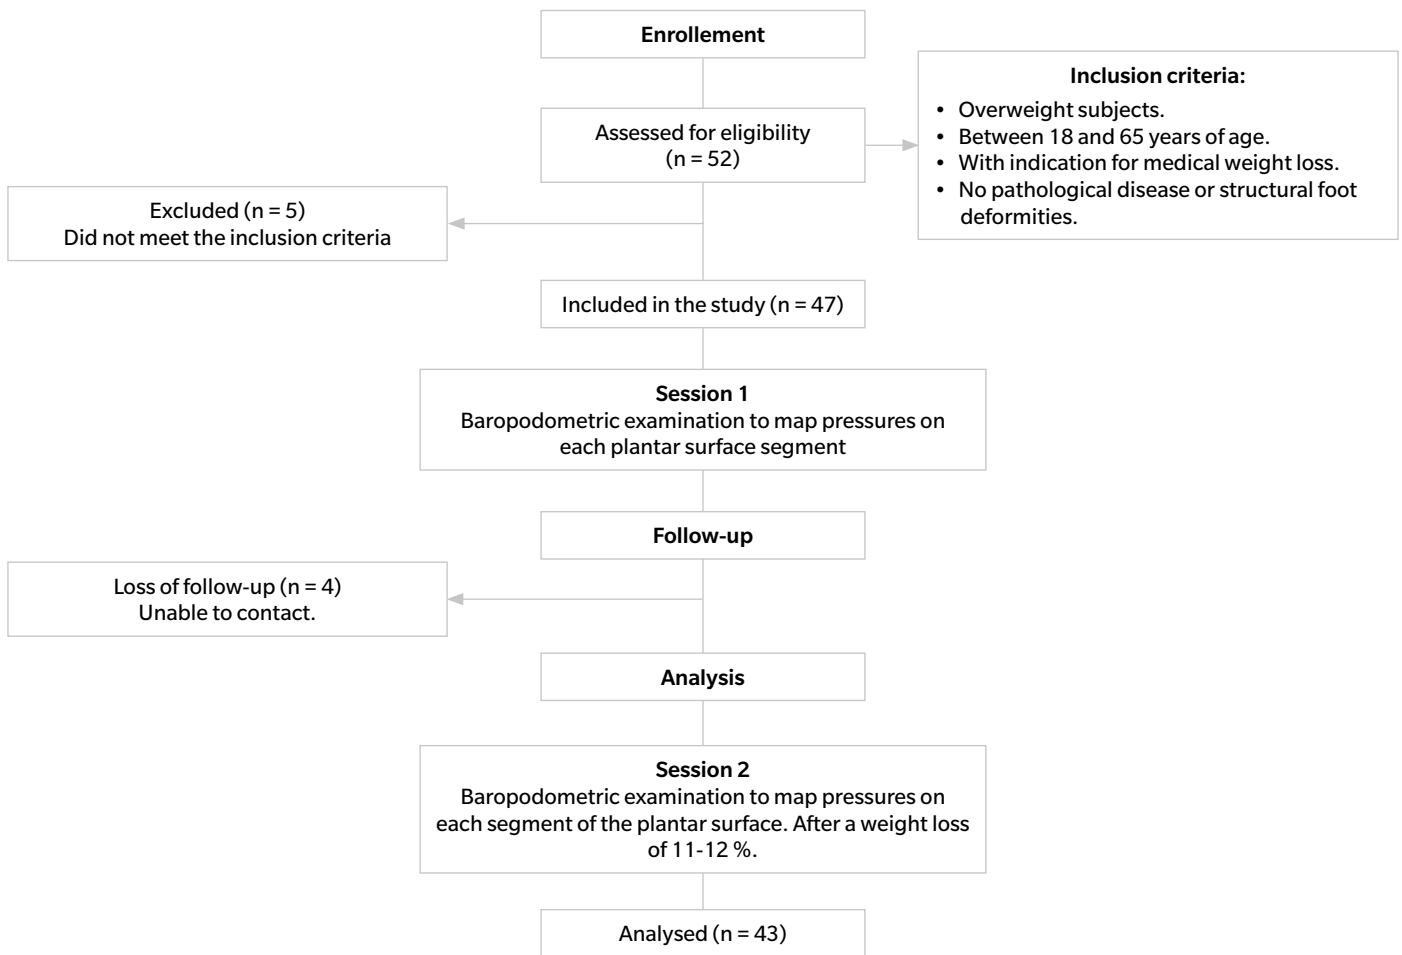 Enrollement
Assessed for eligibility
(n = 52)
Inclusion criteria:
• Overweight subjects.
• Between 18 and 65 years of age.
• With indication for medical weight loss.
• No pathological disease or structural foot
deformities.
Excluded (n = 5)
Did not meet the inclusion criteria
Included in the study (n = 47)
Session 1
Baropodometric examination to map pressures on
each plantar surface segment
Follow-up
Loss of follow-up (n = 4)
Unable to contact.
Analysis
Session 2
Baropodometric examination to map pressures on
each segment of the plantar surface. After a weight loss
of 11-12 %.
Analysed (n = 43)